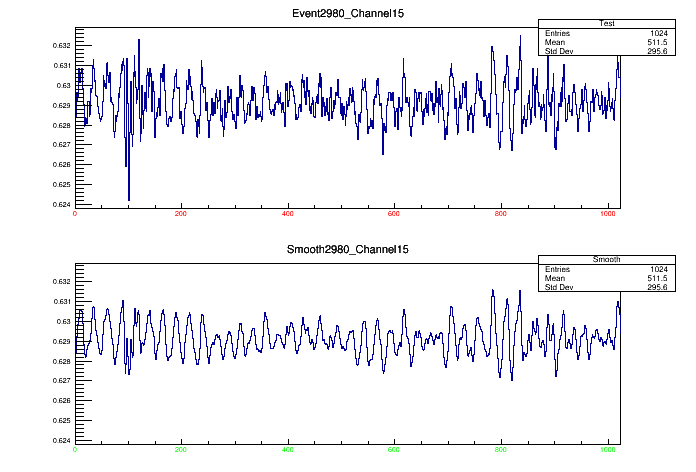 Event2980_Channel15
Test
Entries 1024
Mean 511.5
Std Dev 295.6
0.632
0.631
0.63
0.629
0.628
0.627
0.626
0.625
0.624
0 200 400 600 800 1000
Smooth2980_Channel15
Smooth
Entries 1024
Mean 511.5
Std Dev 295.6
0.632
0.631
0.63
0.629
0.628
0.627
0.626
0.625
0.624
0 200 400 600 800 1000